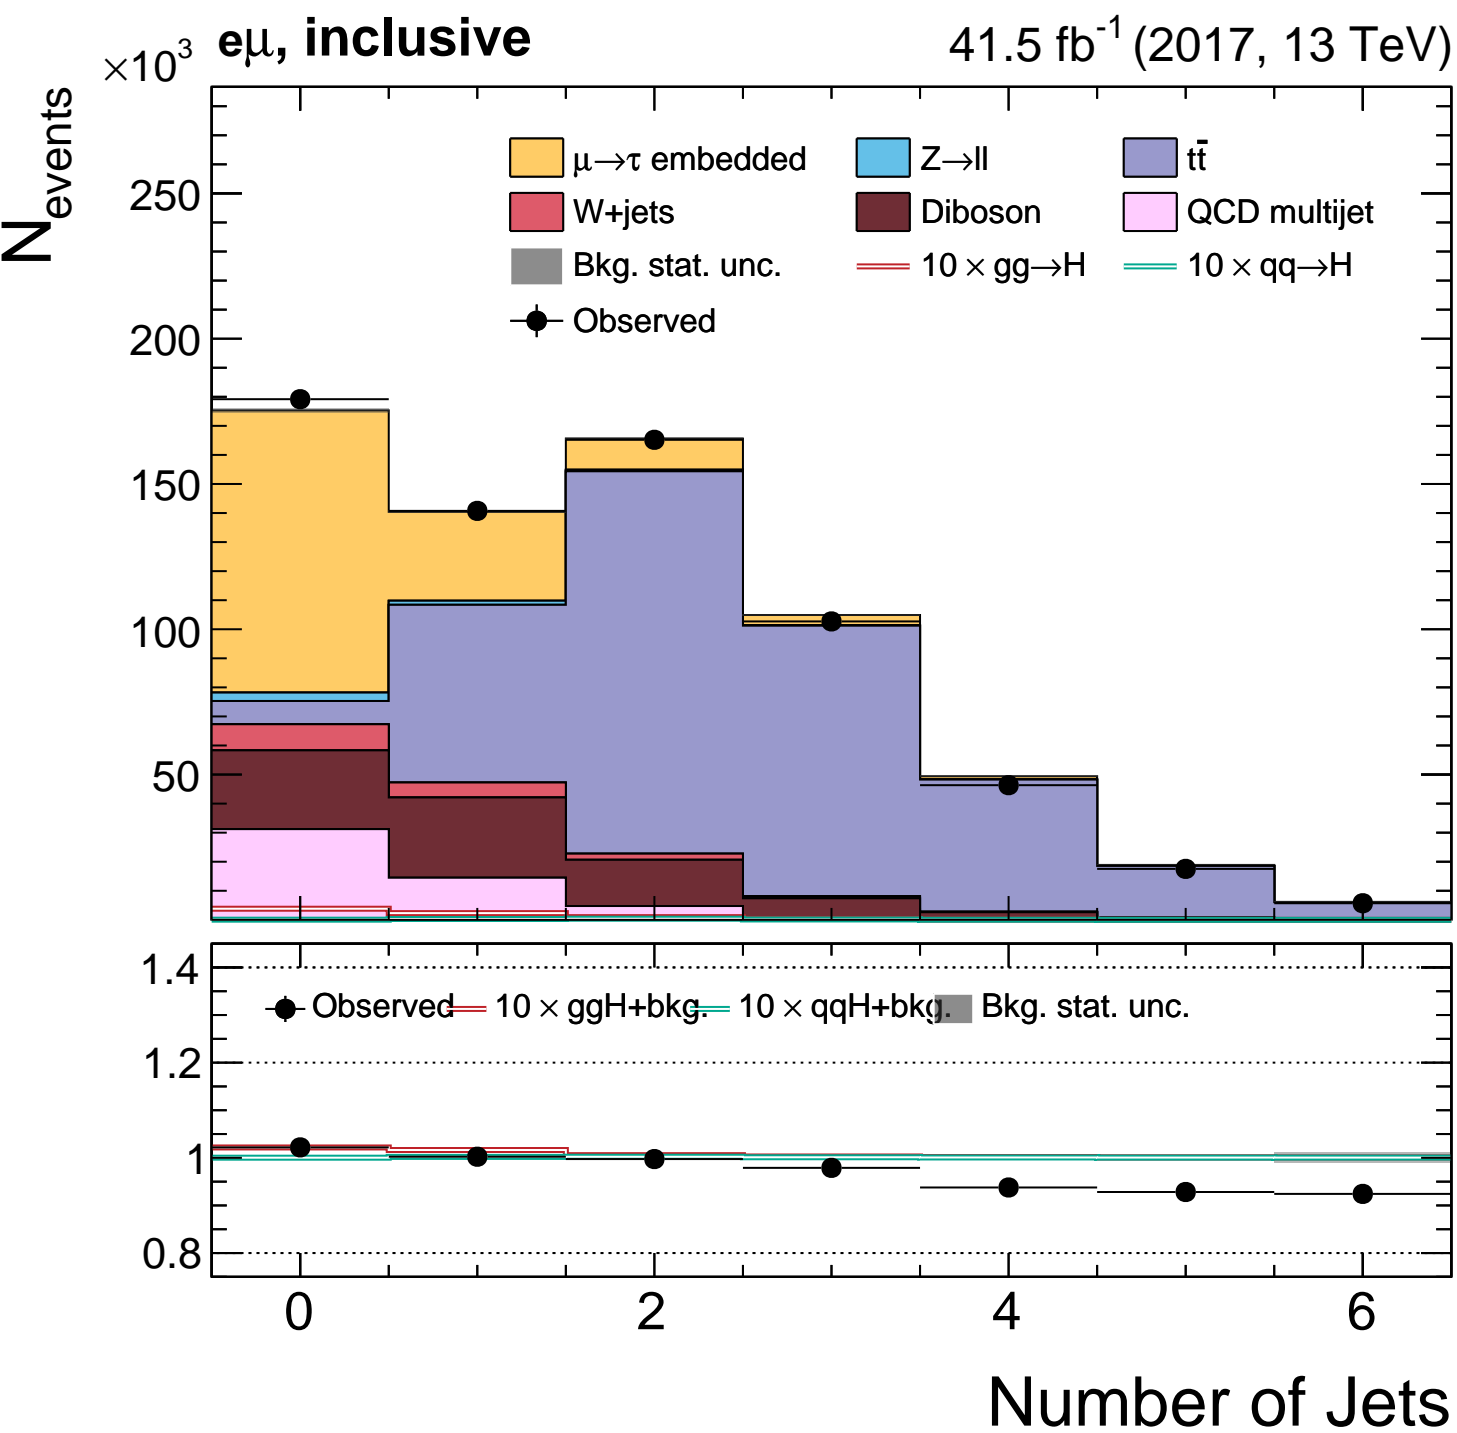 ×10³ eμ, inclusive 41.5 fb⁻¹ (2017, 13 TeV)
N_events
μ→τ embedded Z→ll tt̄
W+jets Diboson QCD multijet
Bkg. stat. unc. 10 × gg→H 10 × qq→H
Observed
250
200
150
100
50
1.4
Observed 10 × ggH+bkg. 10 × qqH+bkg. Bkg. stat. unc.
1.2
1
0.8
0 2 4 6
Number of Jets